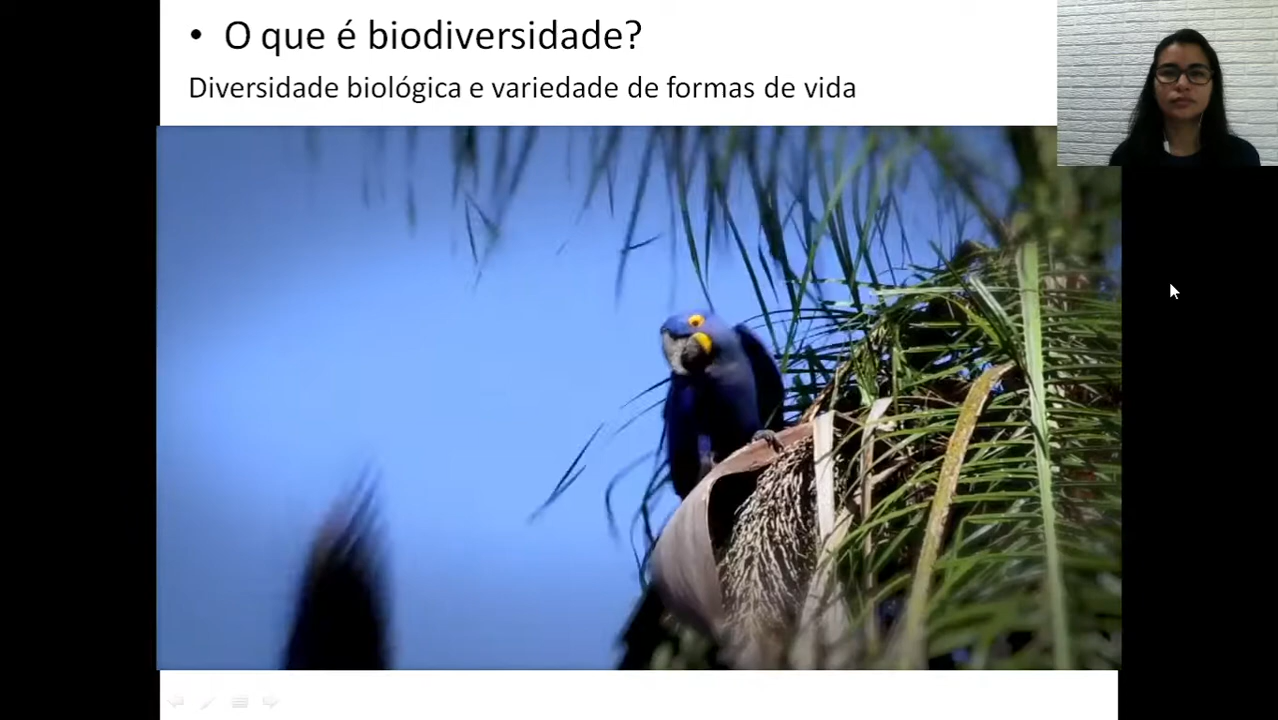 • O que é biodiversidade?
Diversidade biológica e variedade de formas de vida